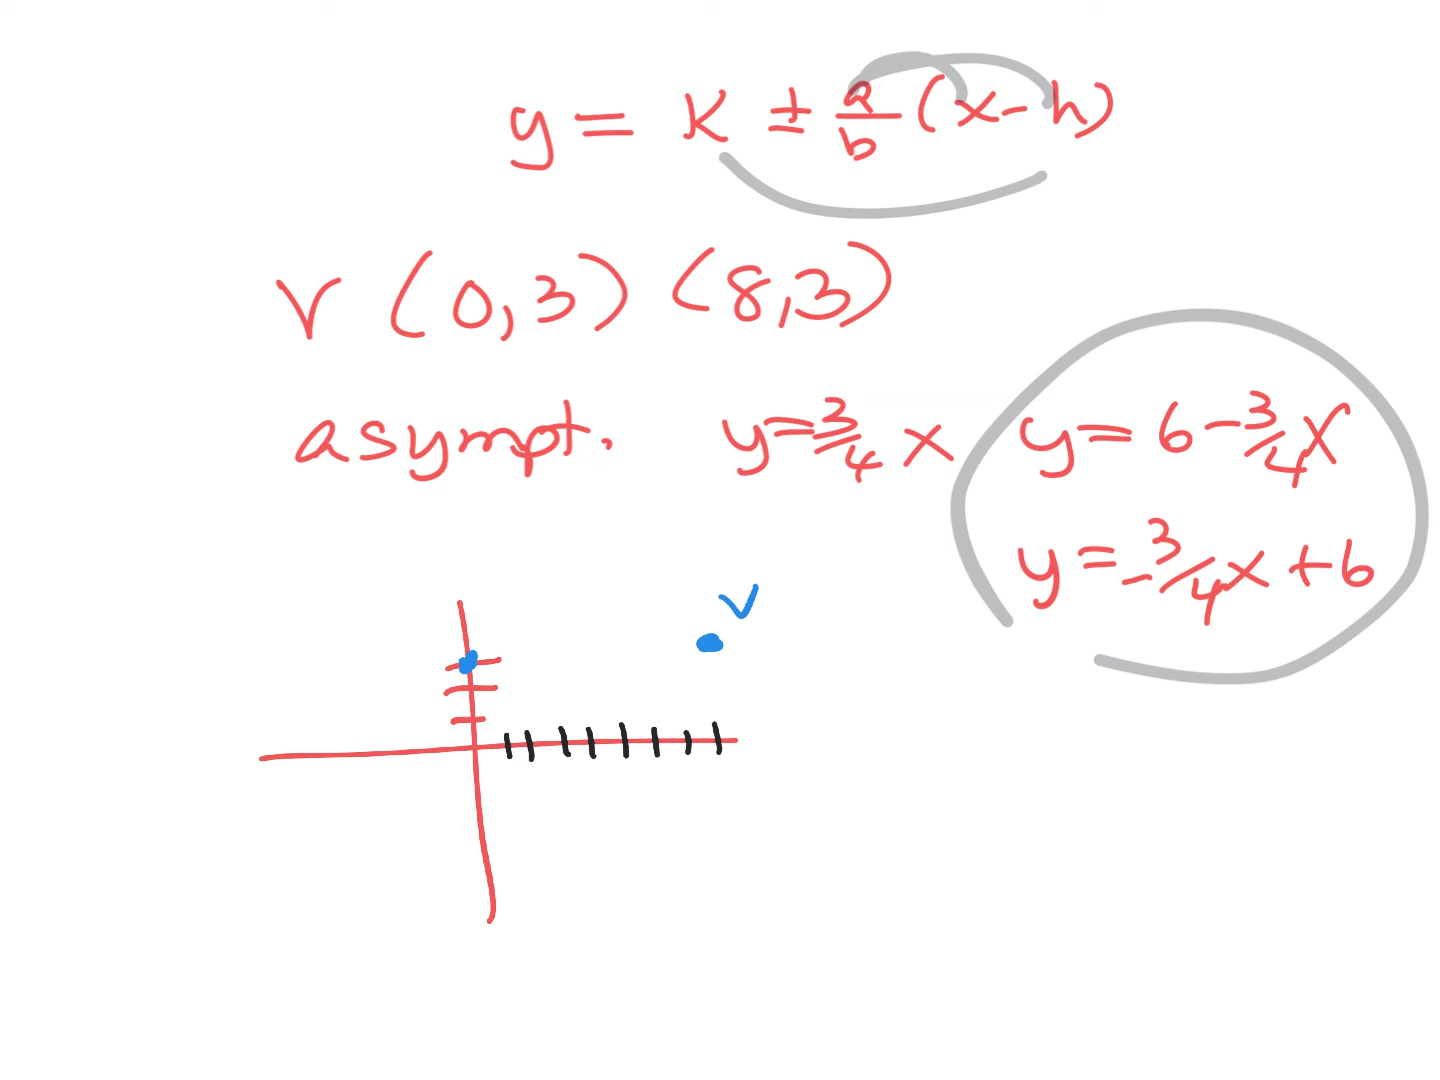 y = k ± a/b (x - h)
V (0,3) (8,3)
asympt. y=3/4 x y = 6 - 3/4 x
y = -3/4 x + 6
V